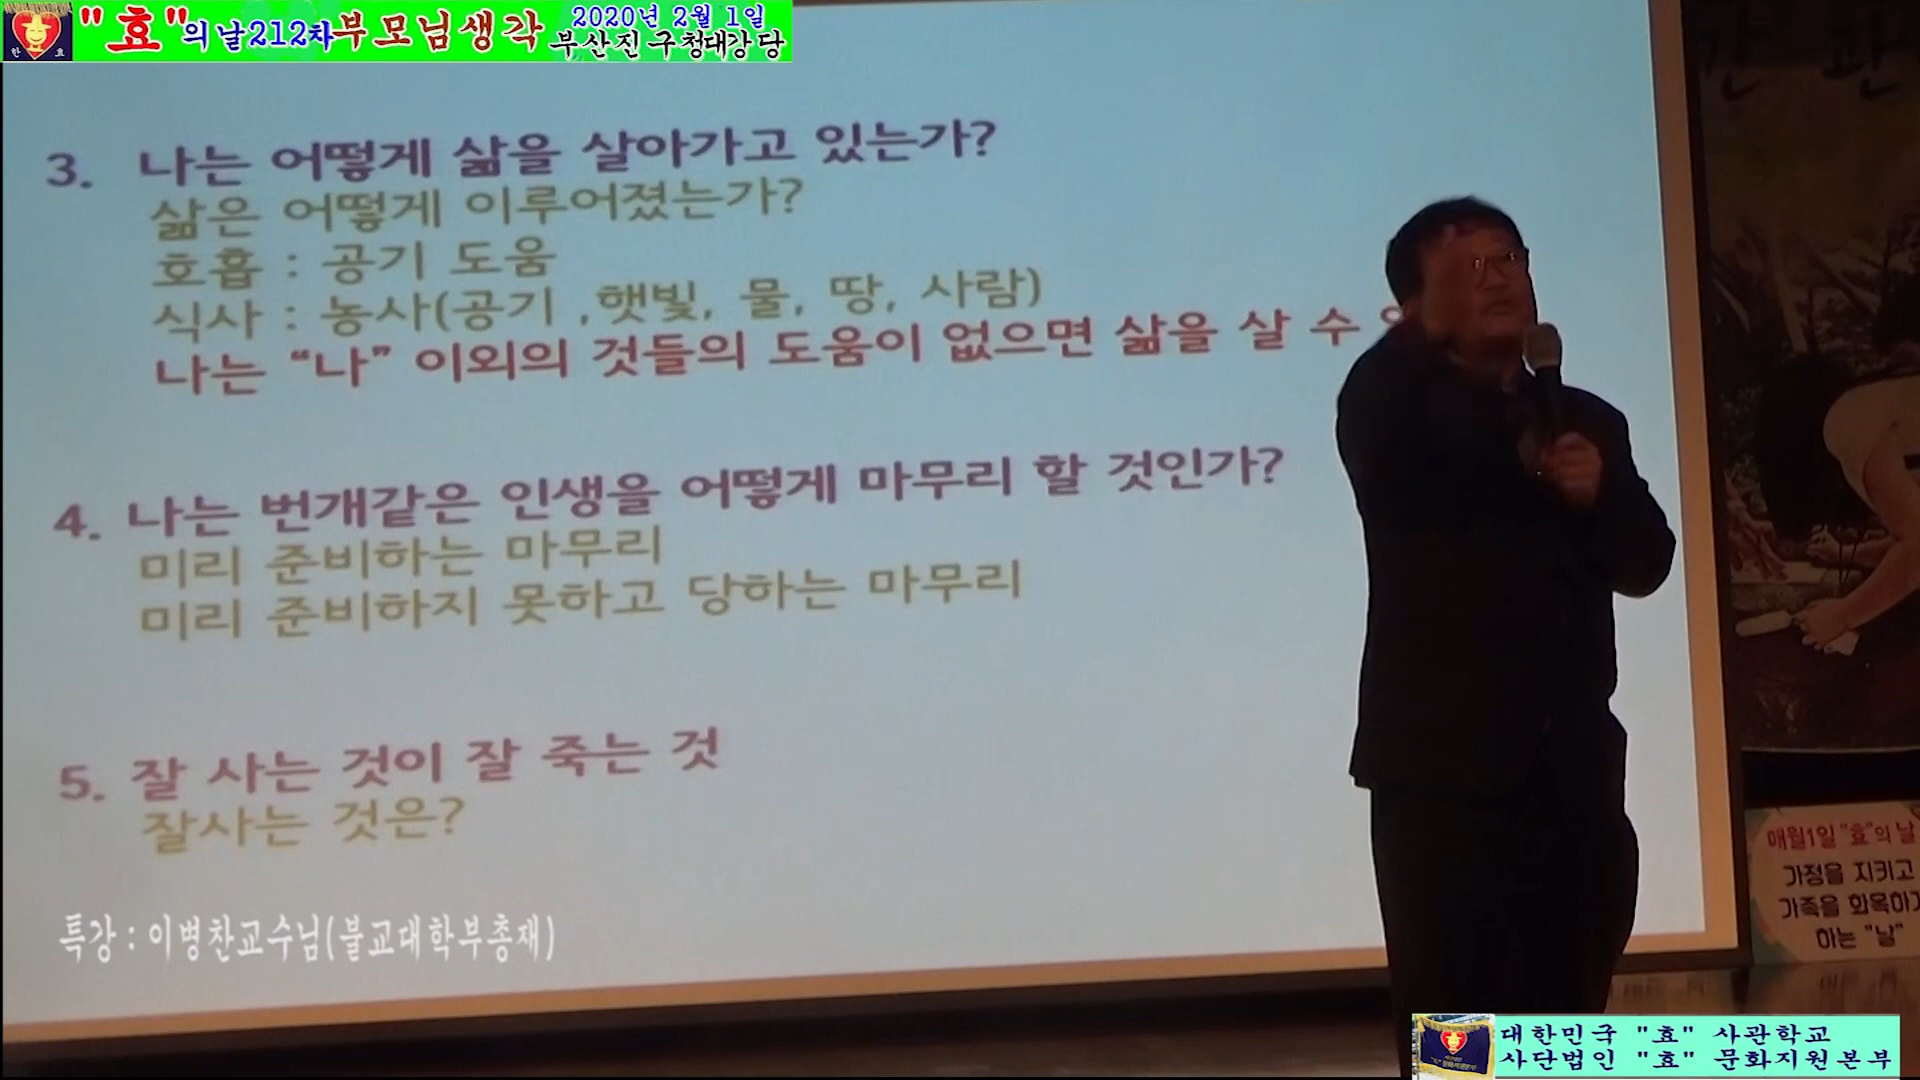 "효"의날212차부모님생각
2020년 2월 1일
부산진구청대강당
한 효
3. 나는 어떻게 삶을 살아가고 있는가?
삶은 어떻게 이루어졌는가?
호흡 : 공기 도움
식사 : 농사(공기 ,햇빛, 물, 땅, 사람)
나는 “나” 이외의 것들의 도움이 없으면 삶을 살 수
4. 나는 번개같은 인생을 어떻게 마무리 할 것인가?
미리 준비하는 마무리
미리 준비하지 못하고 당하는 마무리
5. 잘 사는 것이 잘 죽는 것
잘사는 것은?
특강 : 이병찬교수님(불교대학부총재)
매월1일 "효"의 날
가정을 지키고
가족을 화목하게
하는 "날"
대한민국 "효" 사관학교
사단법인 "효" 문화지원본부